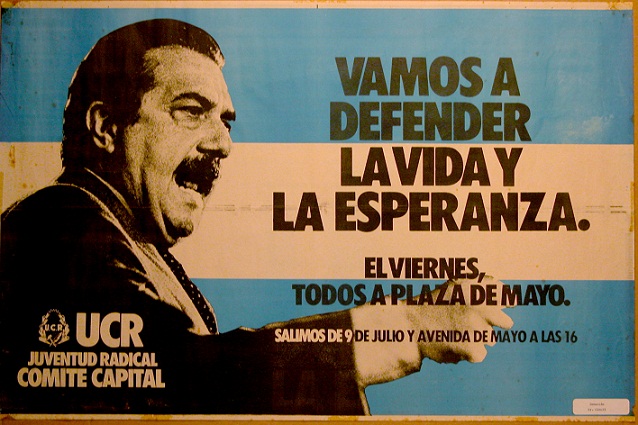 VAMOS A
DEFENDER
LA VIDA Y
LA ESPERANZA.
EL VIERNES,
TODOS A PLAZA DE MAYO.
SALIMOS DE 9 DE JULIO Y AVENIDA DE MAYO A LAS 16
U.C.R.
UCR
JUVENTUD RADICAL
COMITE CAPITAL